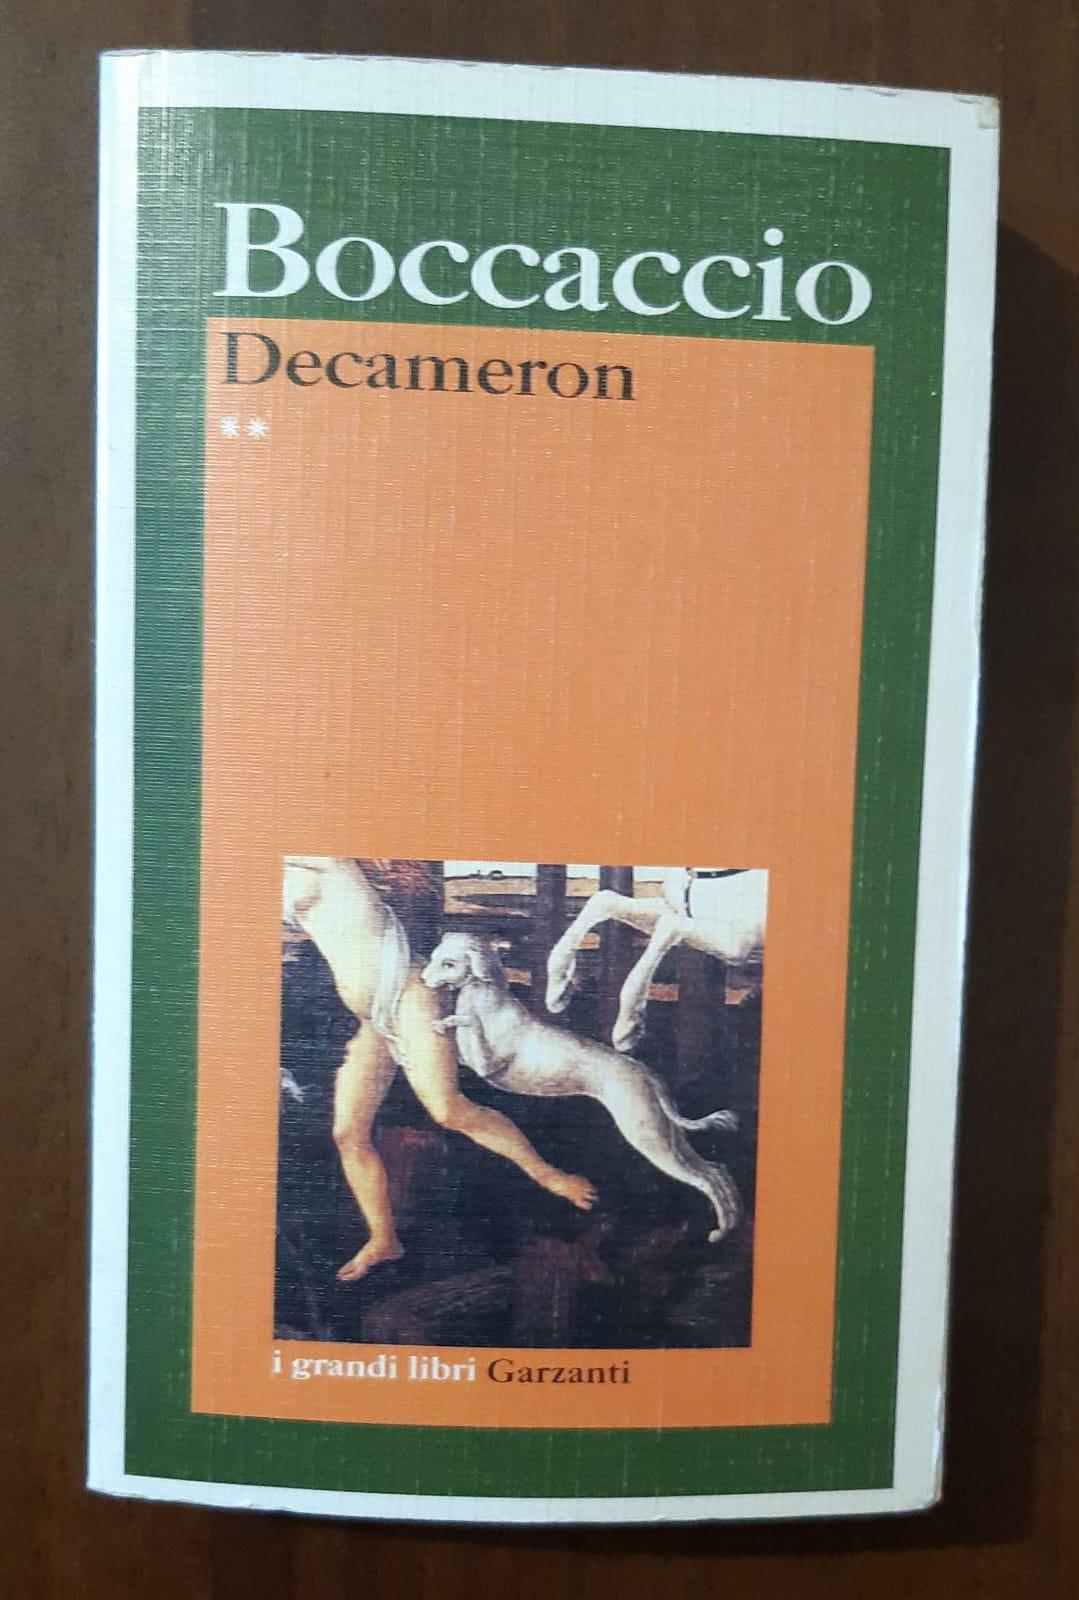 Boccaccio
Decameron
**
i grandi libri Garzanti